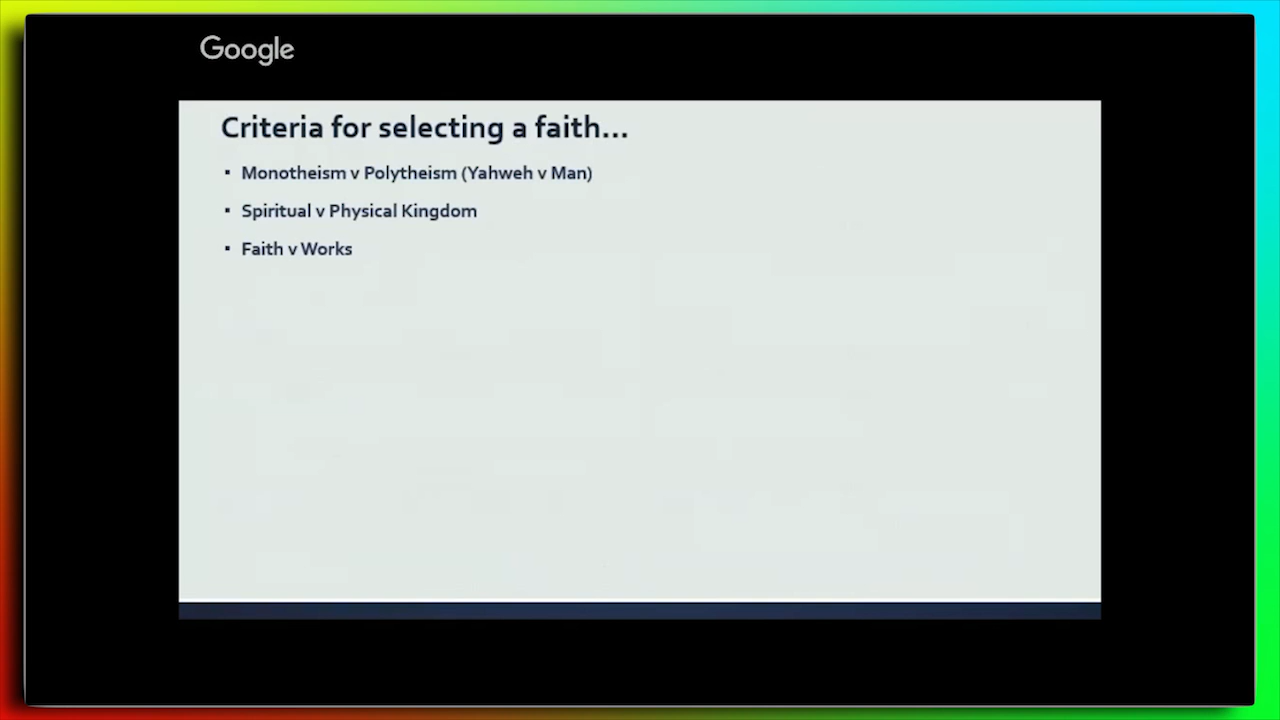 Google
Criteria for selecting a faith...
▪ Monotheism v Polytheism (Yahweh v Man)
▪ Spiritual v Physical Kingdom
▪ Faith v Works